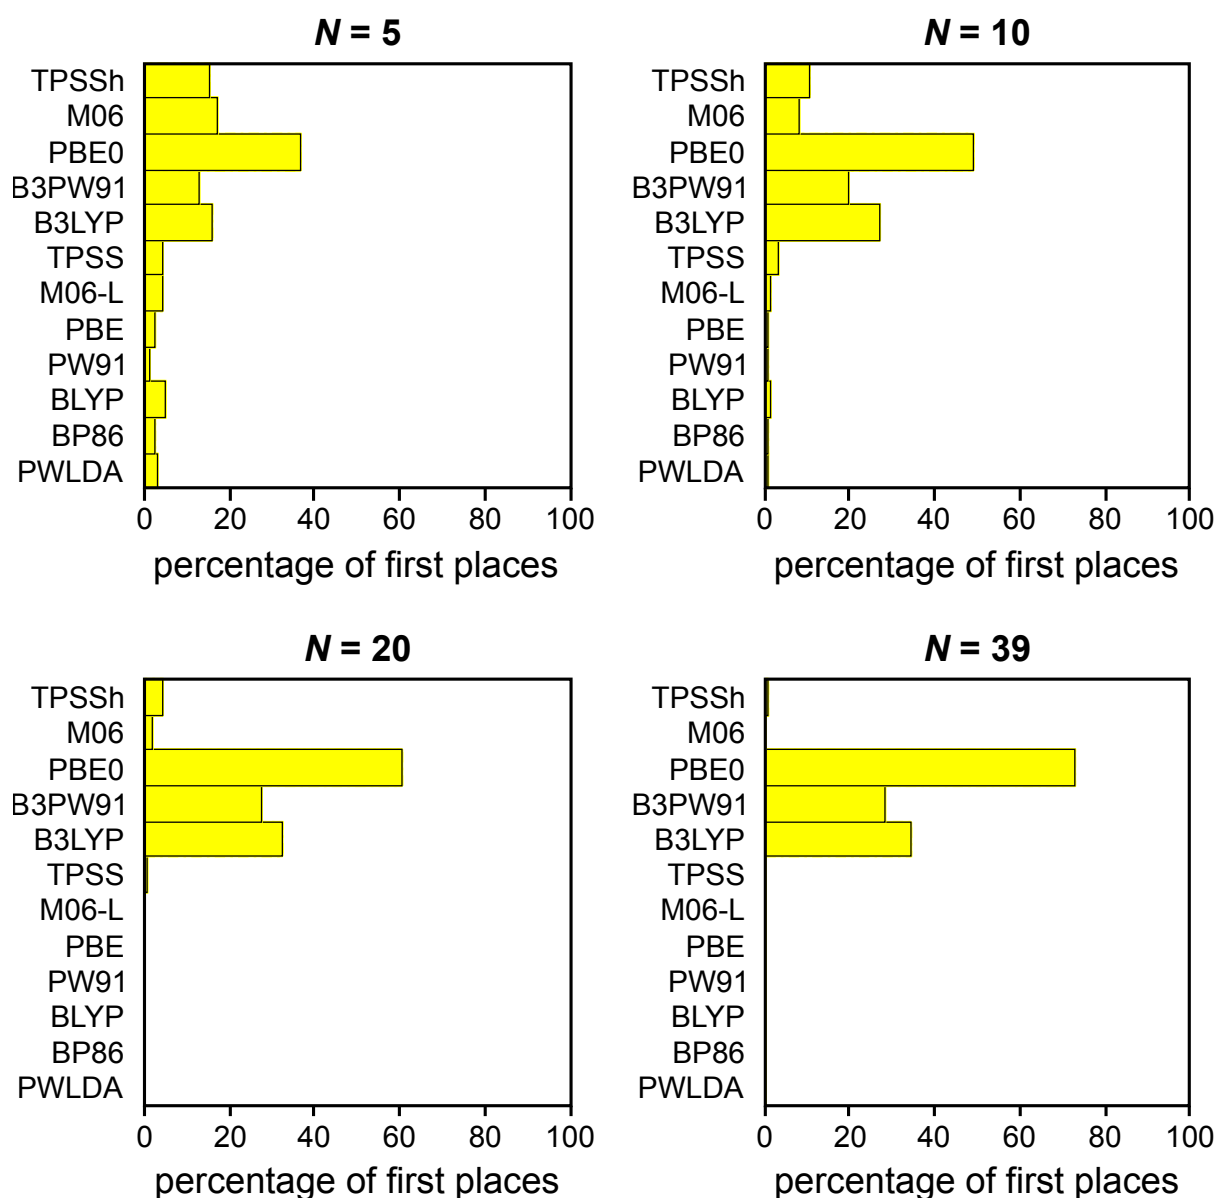 N = 5
TPSSh
M06
PBE0
B3PW91
B3LYP
TPSS
M06-L
PBE
PW91
BLYP
BP86
PWLDA
0 20 40 60 80 100
percentage of first places
N = 10
TPSSh
M06
PBE0
B3PW91
B3LYP
TPSS
M06-L
PBE
PW91
BLYP
BP86
PWLDA
0 20 40 60 80 100
percentage of first places
N = 20
TPSSh
M06
PBE0
B3PW91
B3LYP
TPSS
M06-L
PBE
PW91
BLYP
BP86
PWLDA
0 20 40 60 80 100
percentage of first places
N = 39
TPSSh
M06
PBE0
B3PW91
B3LYP
TPSS
M06-L
PBE
PW91
BLYP
BP86
PWLDA
0 20 40 60 80 100
percentage of first places